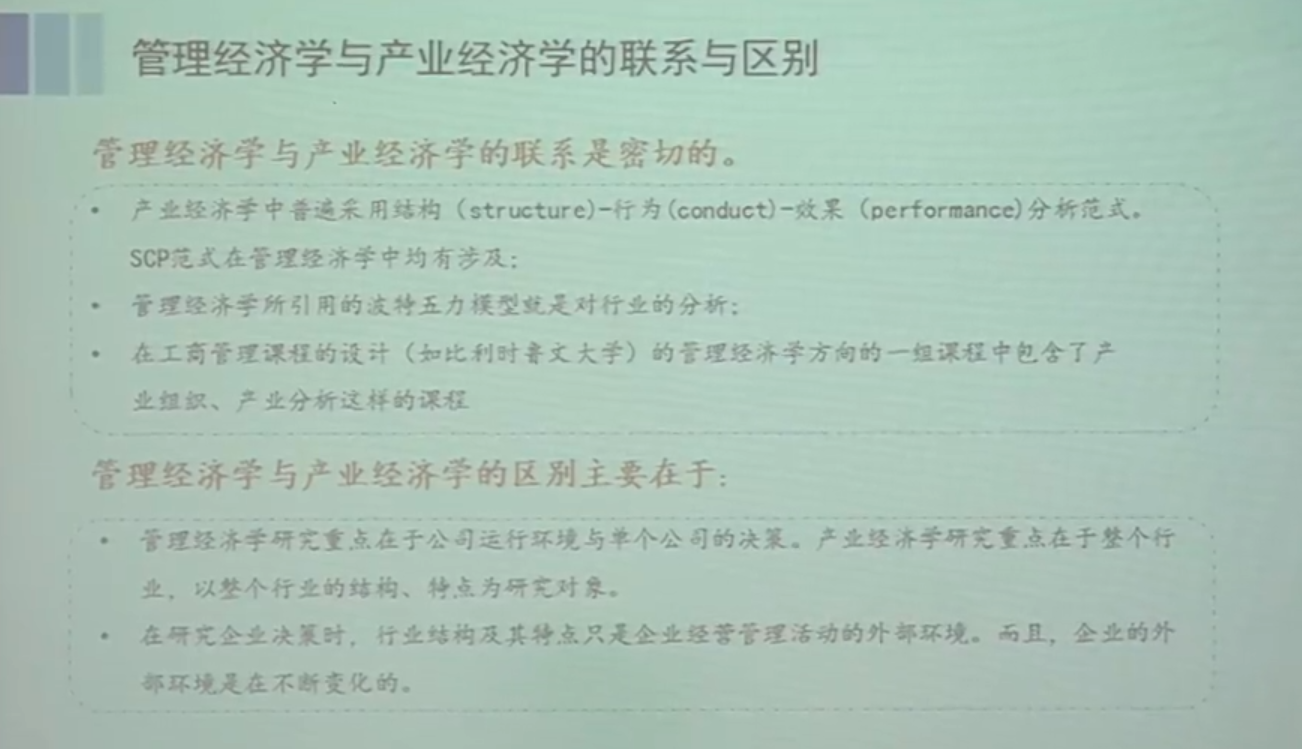 管理经济学与产业经济学的联系与区别
管理经济学与产业经济学的联系是密切的。
• 产业经济学中普遍采用结构（structure)-行为(conduct)-效果（performance)分析范式。
SCP范式在管理经济学中均有涉及；
• 管理经济学所引用的波特五力模型就是对行业的分析；
• 在工商管理课程的设计（如比利时鲁文大学）的管理经济学方向的一组课程中包含了产
业组织、产业分析这样的课程
管理经济学与产业经济学的区别主要在于：
• 管理经济学研究重点在于公司运行环境与单个公司的决策。产业经济学研究重点在于整个行
业，以整个行业的结构、特点为研究对象。
• 在研究企业决策时，行业结构及其特点只是企业经营管理活动的外部环境。而且，企业的外
部环境是在不断变化的。